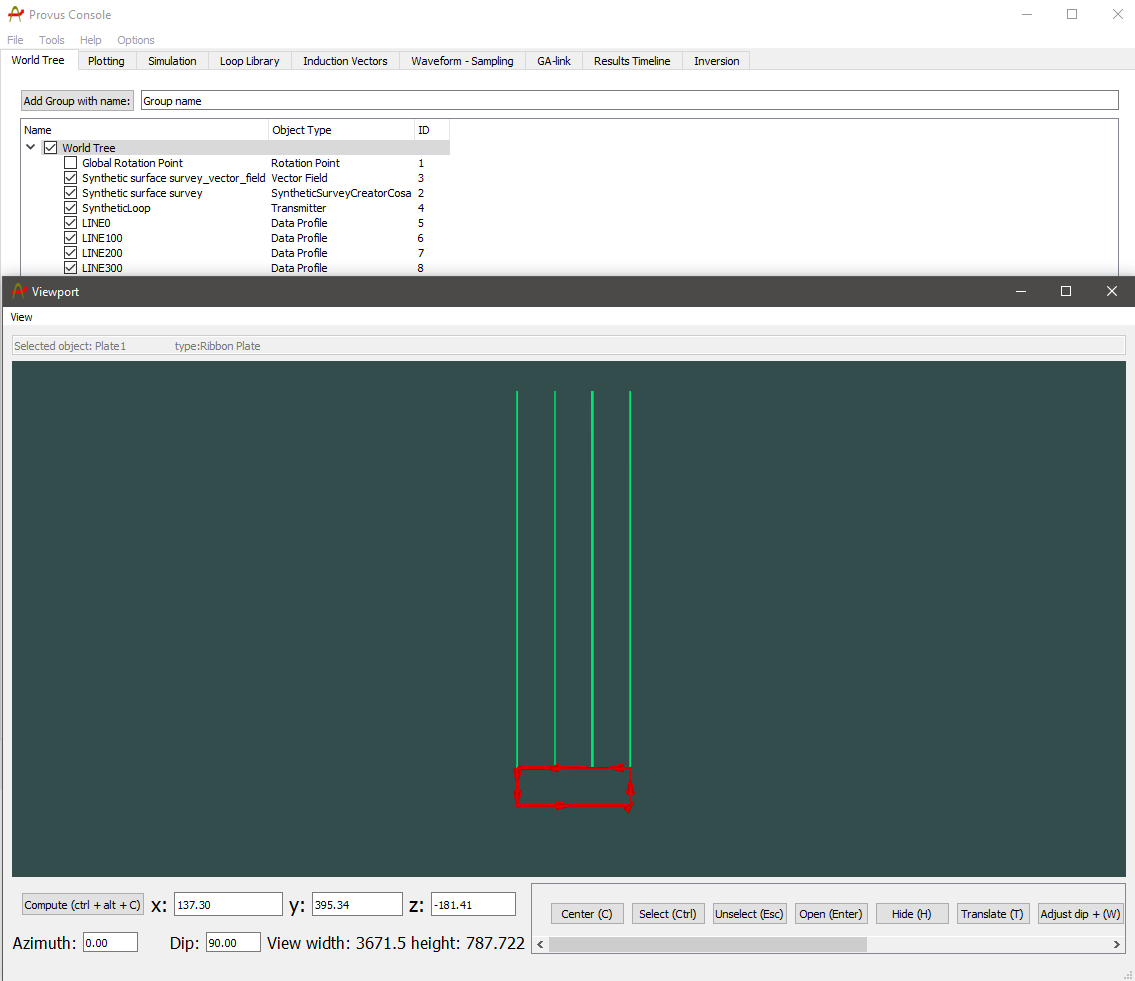 Provus Console
File Tools Help Options
World Tree Plotting Simulation Loop Library Induction Vectors Waveform - Sampling GA-link Results Timeline Inversion
Add Group with name: Group name
Name Object Type ID
World Tree
Global Rotation Point Rotation Point 1
Synthetic surface survey_vector_field Vector Field 3
Synthetic surface survey SyntheticSurveyCreatorCosa 2
SyntheticLoop Transmitter 4
LINE0 Data Profile 5
LINE100 Data Profile 6
LINE200 Data Profile 7
LINE300 Data Profile 8
Viewport
View
Selected object: Plate1 type:Ribbon Plate
Compute (ctrl + alt + C) x: 137.30 y: 395.34 z: -181.41
Center (C) Select (Ctrl) Unselect (Esc) Open (Enter) Hide (H) Translate (T) Adjust dip + (W)
Azimuth: 0.00 Dip: 90.00 View width: 3671.5 height: 787.722